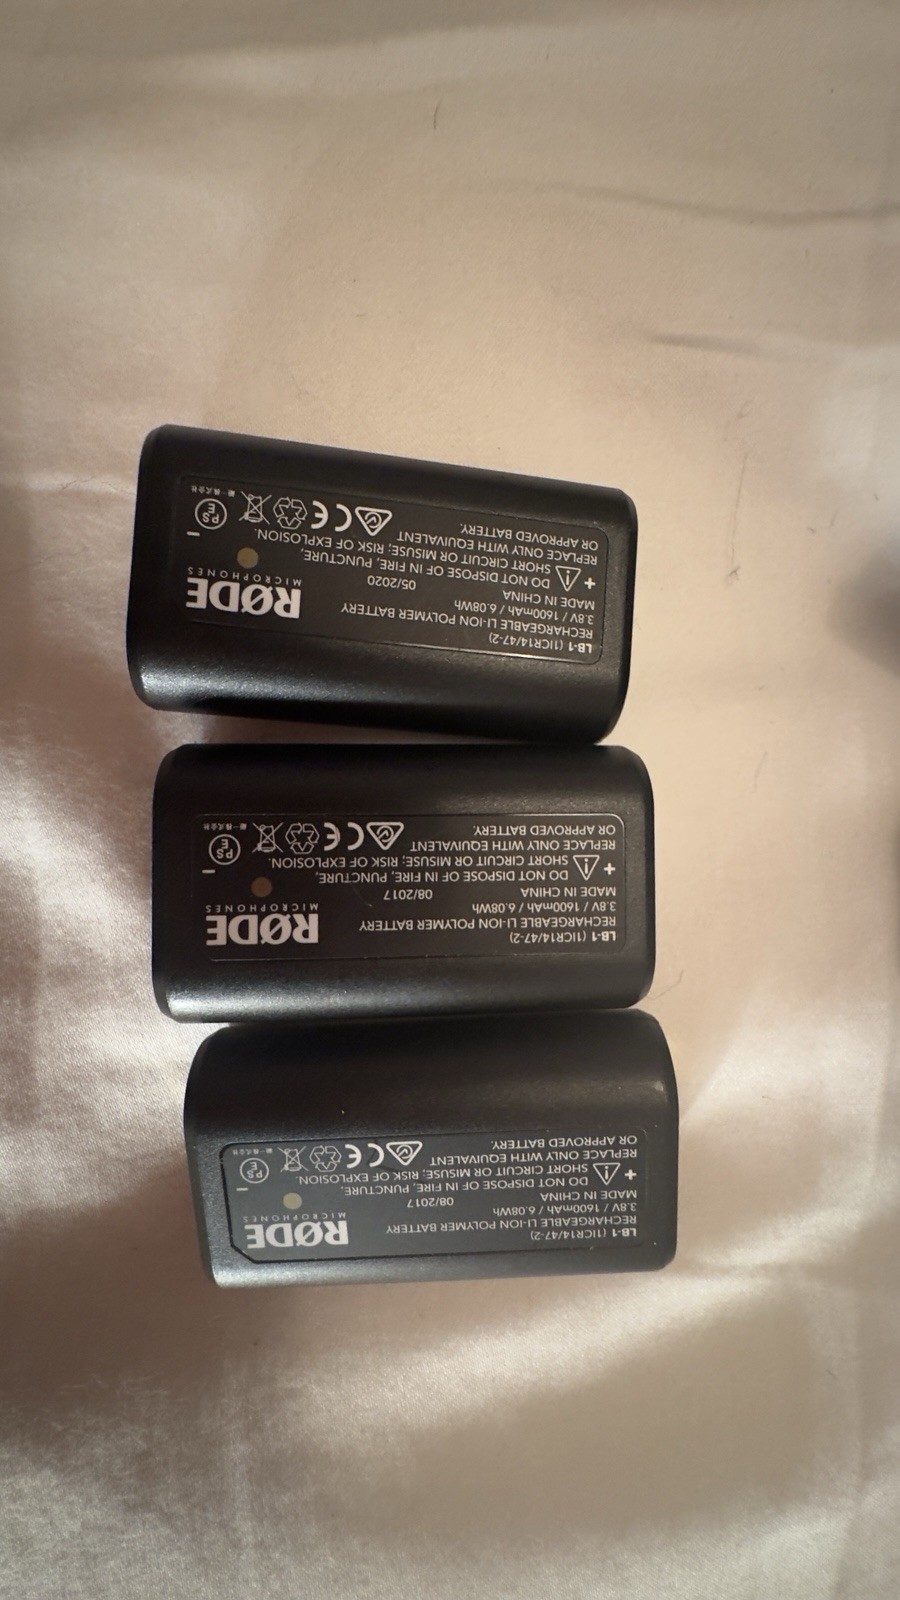 LB-1 (1ICR14/47-2)
RECHARGEABLE LI-ION POLYMER BATTERY
3.8V / 1600mAh / 6.08Wh
MADE IN CHINA 08/2017
DO NOT DISPOSE OF IN FIRE, PUNCTURE,
SHORT CIRCUIT OR MISUSE; RISK OF EXPLOSION.
REPLACE ONLY WITH EQUIVALENT
OR APPROVED BATTERY.
RØDE
MICROPHONES
+
−
PS
E
CE
LB-1 (1ICR14/47-2)
RECHARGEABLE LI-ION POLYMER BATTERY
3.8V / 1600mAh / 6.08Wh
MADE IN CHINA 08/2017
DO NOT DISPOSE OF IN FIRE, PUNCTURE,
SHORT CIRCUIT OR MISUSE; RISK OF EXPLOSION.
REPLACE ONLY WITH EQUIVALENT
OR APPROVED BATTERY.
RØDE
MICROPHONES
+
−
PS
E
CE
LB-1 (1ICR14/47-2)
RECHARGEABLE LI-ION POLYMER BATTERY
3.8V / 1600mAh / 6.08Wh
MADE IN CHINA 05/2020
DO NOT DISPOSE OF IN FIRE, PUNCTURE,
SHORT CIRCUIT OR MISUSE; RISK OF EXPLOSION.
REPLACE ONLY WITH EQUIVALENT
OR APPROVED BATTERY.
RØDE
MICROPHONES
+
−
PS
E
CE